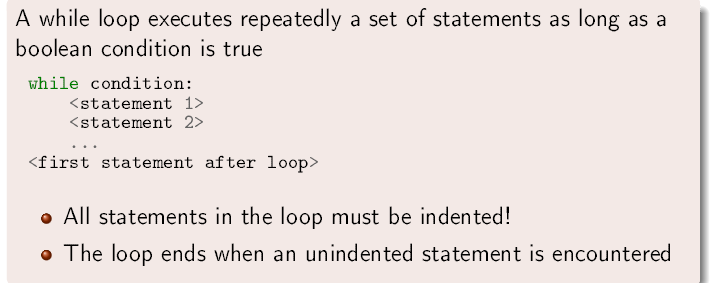 A while loop executes repeatedly a set of statements as long as a
boolean condition is true
while condition:
    <statement 1>
    <statement 2>
    ...
<first statement after loop>
All statements in the loop must be indented!
The loop ends when an unindented statement is encountered